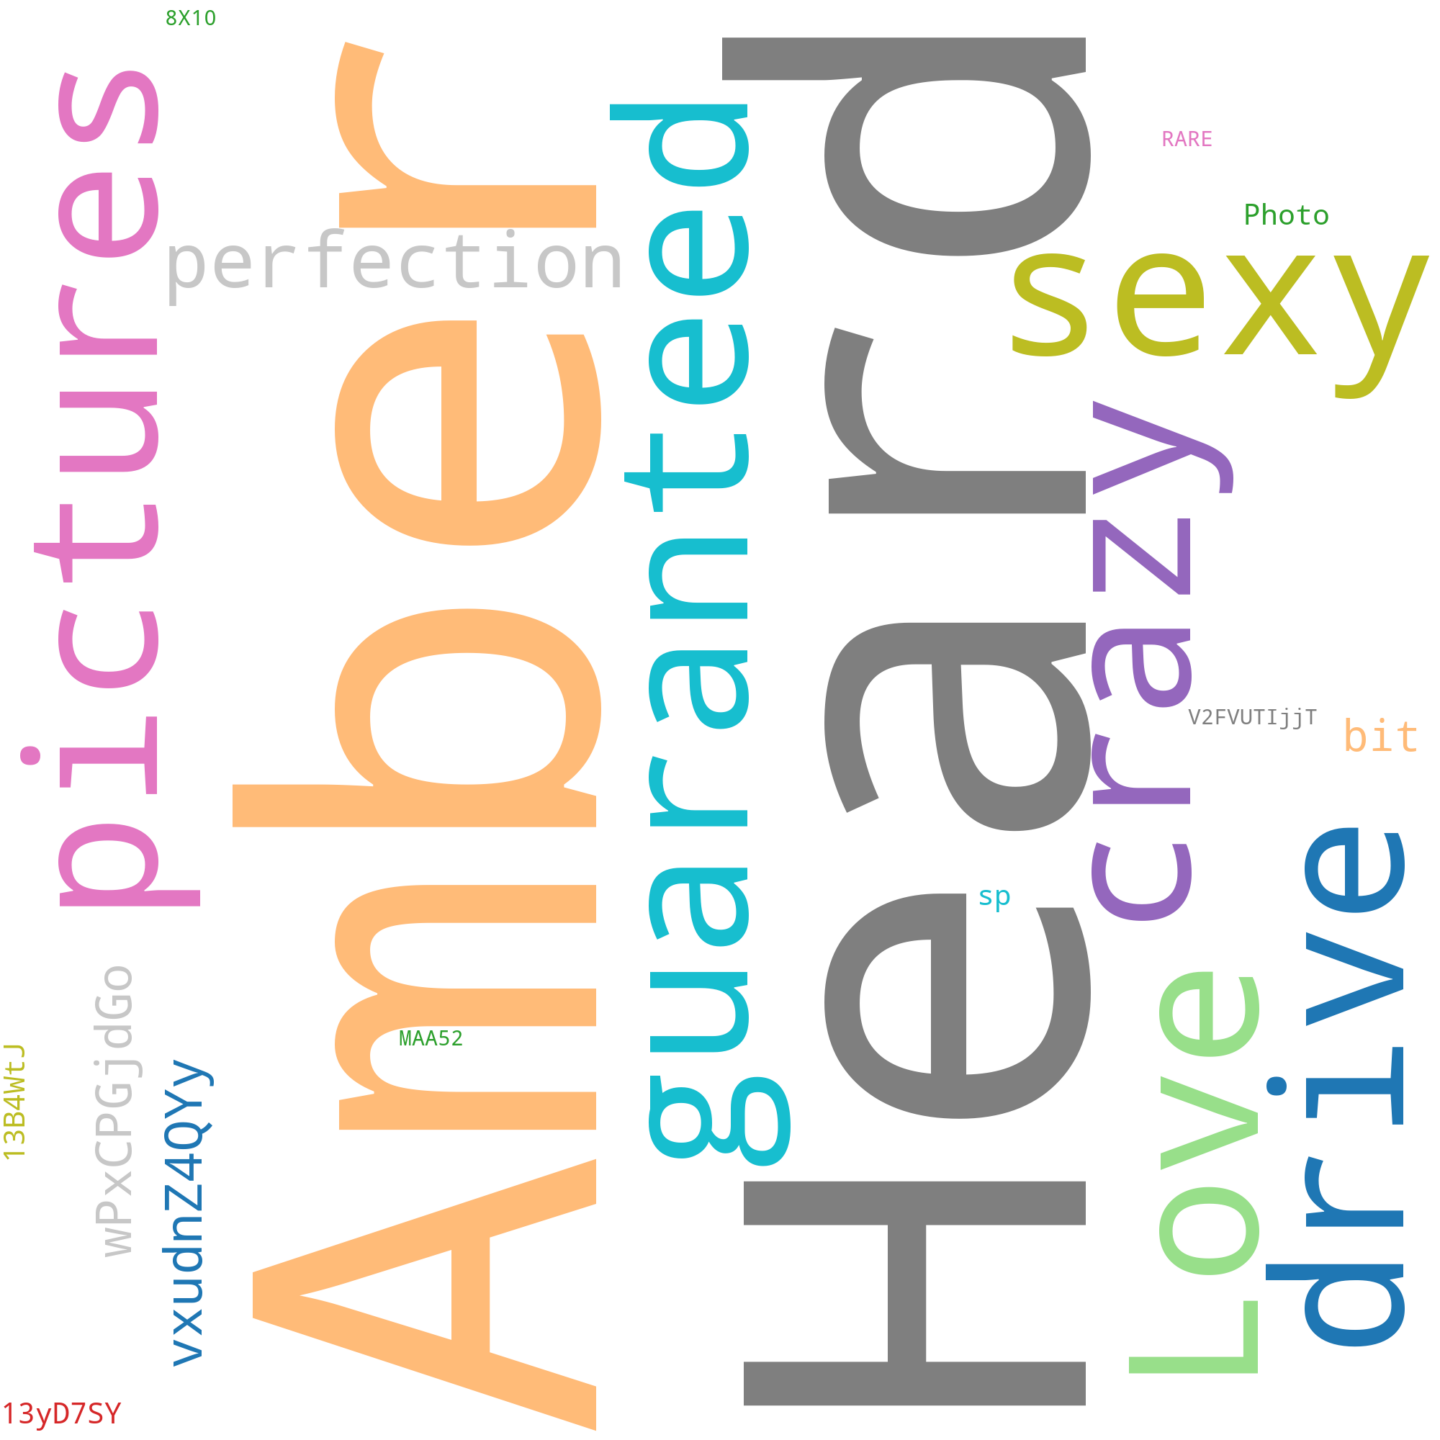 8X10
pictures
Amber
perfection
guaranteed
Heard
RARE
Photo
sexy
crazy
V2FVUTIjjT
bit
sp
drive
Love
MAA52
wPxCPGjdGo
13B4WtJ
vxudnZ4QYy
13yD7SY